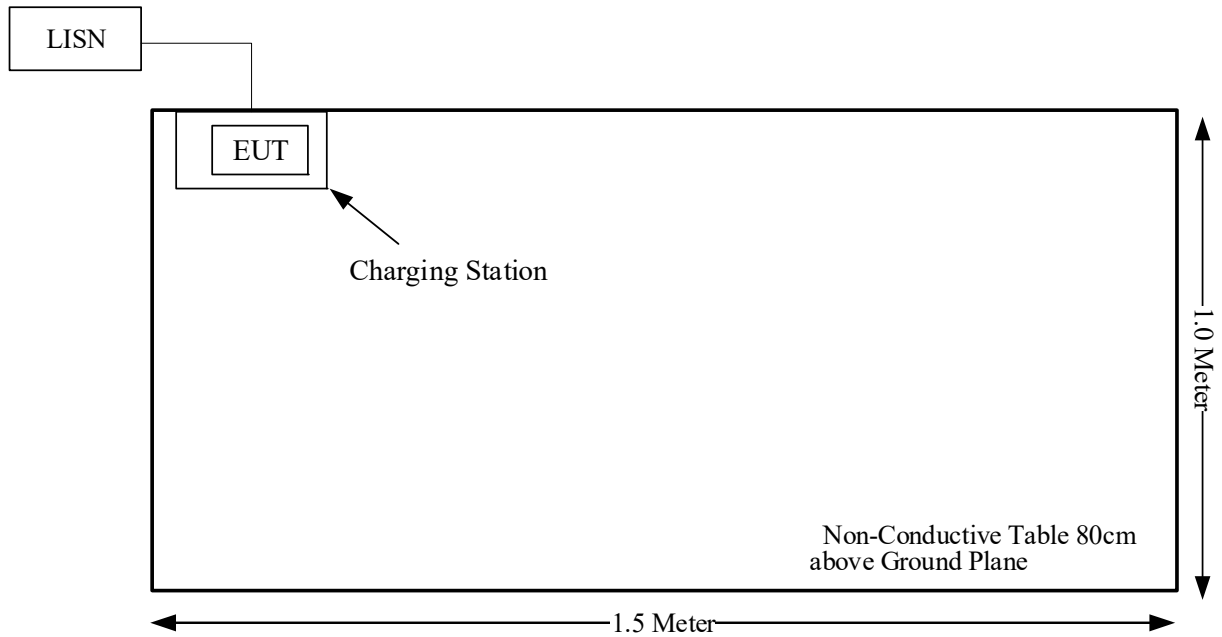 LISN
EUT
Charging Station
1.0 Meter
Non-Conductive Table 80cm
above Ground Plane
1.5 Meter